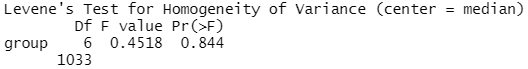 Levene's Test for Homogeneity of Variance (center = median)
Df F value Pr(>F)
group 6 0.4518 0.844
1033